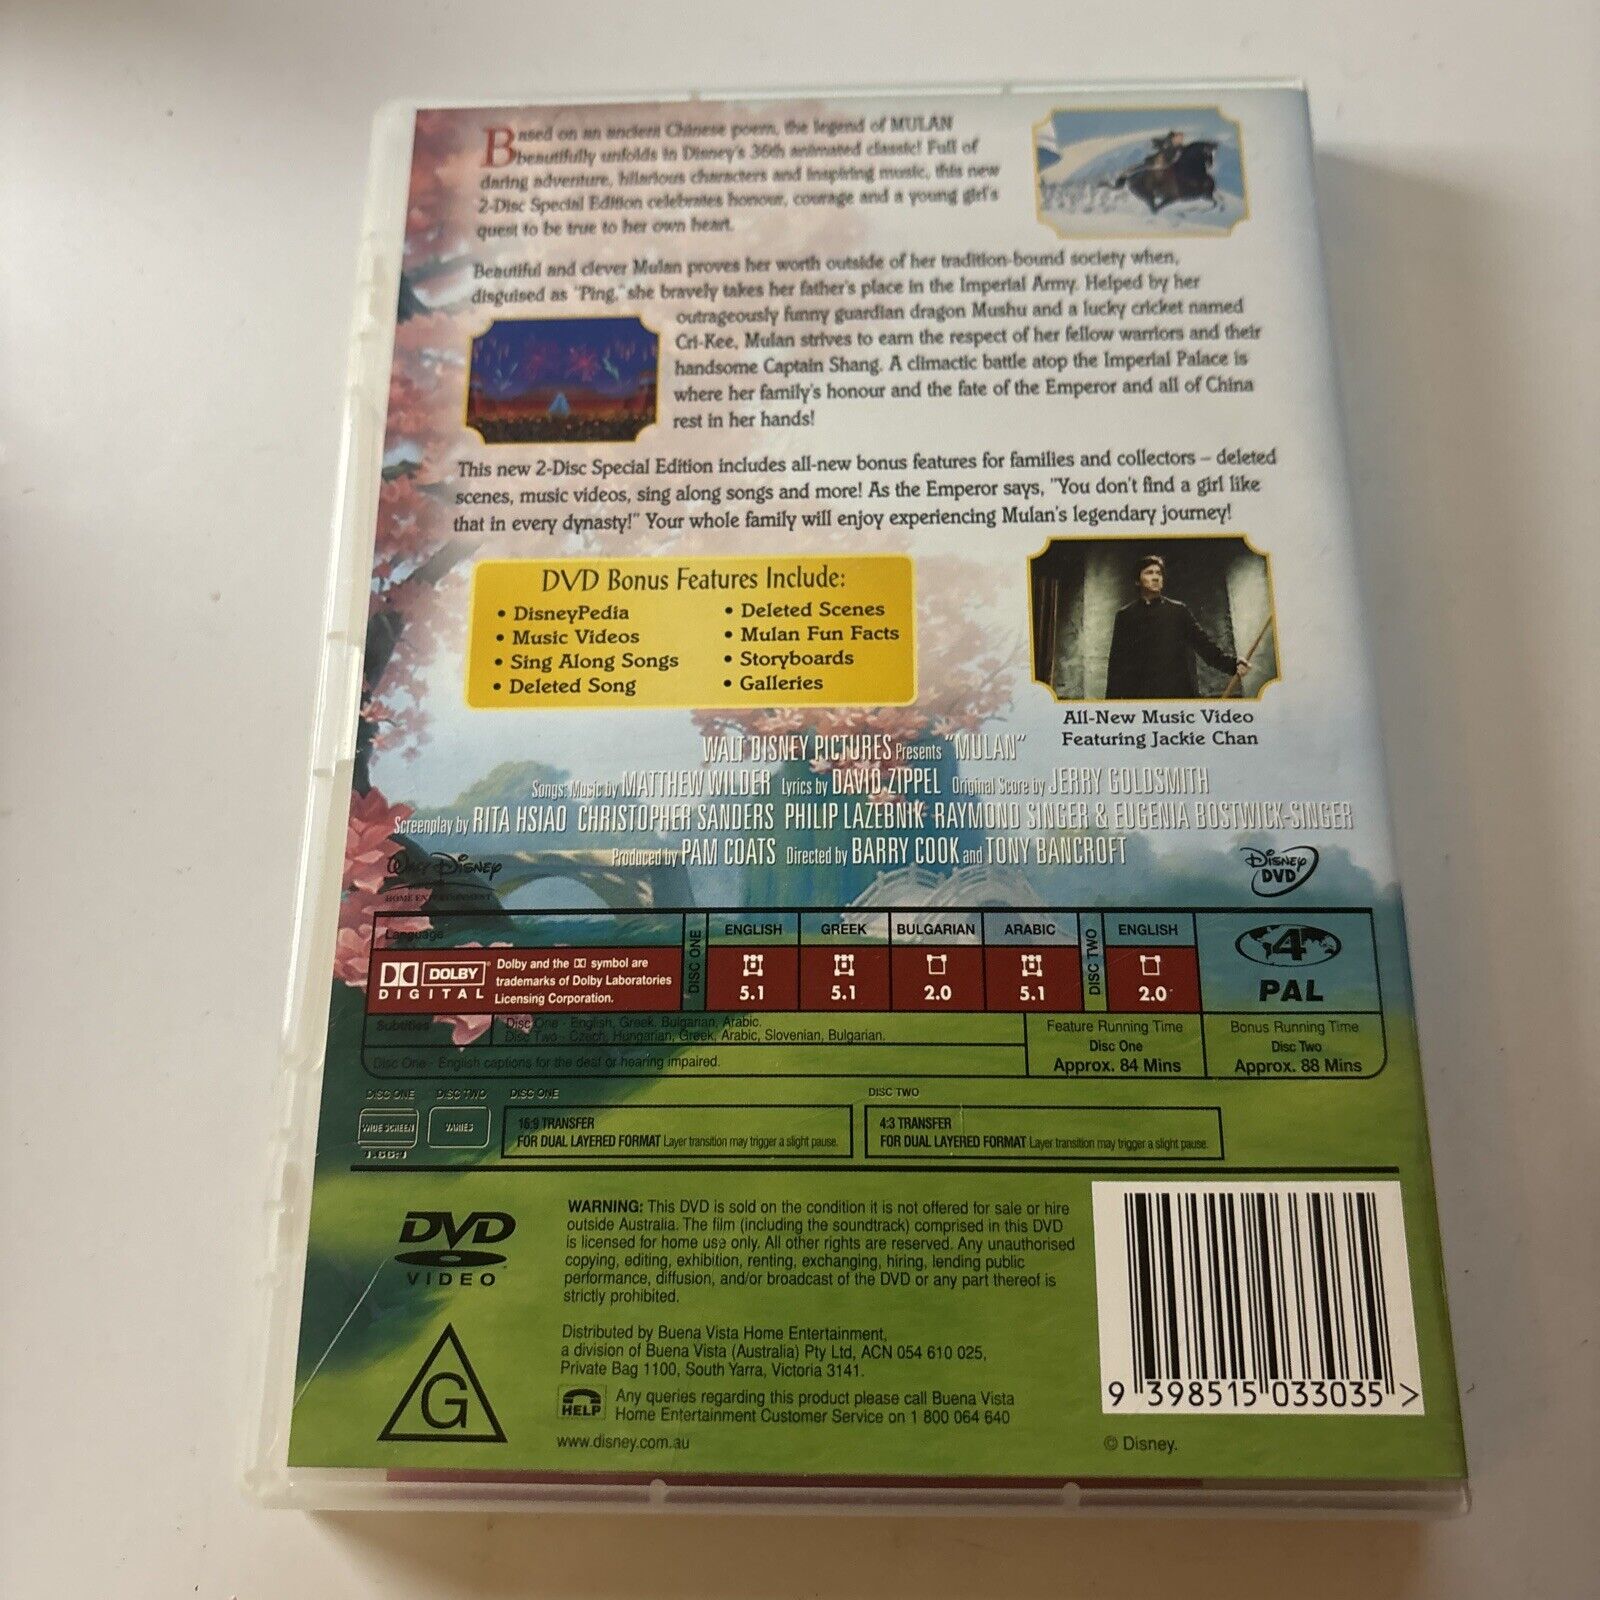 Based on an ancient Chinese poem, the legend of MULAN
beautifully unfolds in Disney's 36th animated classic! Full of
daring adventure, hilarious characters and inspiring music, this new
2-Disc Special Edition celebrates honour, courage and a young girl's
quest to be true to her own heart.
Beautiful and clever Mulan proves her worth outside of her tradition-bound society when,
disguised as "Ping," she bravely takes her father's place in the Imperial Army. Helped by her
outrageously funny guardian dragon Mushu and a lucky cricket named
Cri-Kee, Mulan strives to earn the respect of her fellow warriors and their
handsome Captain Shang. A climactic battle atop the Imperial Palace is
where her family's honour and the fate of the Emperor and all of China
rest in her hands!
This new 2-Disc Special Edition includes all-new bonus features for families and collectors – deleted
scenes, music videos, sing along songs and more! As the Emperor says, "You don't find a girl like
that in every dynasty!" Your whole family will enjoy experiencing Mulan's legendary journey!
DVD Bonus Features Include:
• DisneyPedia
• Music Videos
• Sing Along Songs
• Deleted Song
• Deleted Scenes
• Mulan Fun Facts
• Storyboards
• Galleries
All-New Music Video
Featuring Jackie Chan
WALT DISNEY PICTURES Presents "MULAN"
Songs: Music by MATTHEW WILDER Lyrics by DAVID ZIPPEL Original Score by JERRY GOLDSMITH
Screenplay by RITA HSIAO CHRISTOPHER SANDERS PHILIP LAZEBNIK RAYMOND SINGER & EUGENIA BOSTWICK-SINGER
Produced by PAM COATS Directed by BARRY COOK and TONY BANCROFT
Walt Disney
HOME ENTERTAINMENT
Disney
DVD
Language
DISC ONE
ENGLISH GREEK BULGARIAN ARABIC
DISC TWO
ENGLISH
DOLBY
DIGITAL
Dolby and the DD symbol are
trademarks of Dolby Laboratories
Licensing Corporation.
5.1 5.1 2.0 5.1 2.0
4
PAL
Subtitles
Disc One - English, Greek, Bulgarian, Arabic.
Disc Two - Czech, Hungarian, Greek, Arabic, Slovenian, Bulgarian.
Disc One - English captions for the deaf or hearing impaired.
Feature Running Time
Disc One
Approx. 84 Mins
Bonus Running Time
Disc Two
Approx. 88 Mins
DISC ONE
WIDE SCREEN
1.66:1
DISC TWO
VARIES
DISC ONE
16:9 TRANSFER
FOR DUAL LAYERED FORMAT Layer transition may trigger a slight pause.
DISC TWO
4:3 TRANSFER
FOR DUAL LAYERED FORMAT Layer transition may trigger a slight pause.
DVD
VIDEO
WARNING: This DVD is sold on the condition it is not offered for sale or hire
outside Australia. The film (including the soundtrack) comprised in this DVD
is licensed for home use only. All other rights are reserved. Any unauthorised
copying, editing, exhibition, renting, exchanging, hiring, lending public
performance, diffusion, and/or broadcast of the DVD or any part thereof is
strictly prohibited.
Distributed by Buena Vista Home Entertainment,
a division of Buena Vista (Australia) Pty Ltd, ACN 054 610 025,
Private Bag 1100, South Yarra, Victoria 3141.
HELP
Any queries regarding this product please call Buena Vista
Home Entertainment Customer Service on 1 800 064 640
www.disney.com.au
G
9 398515 033035 >
© Disney.